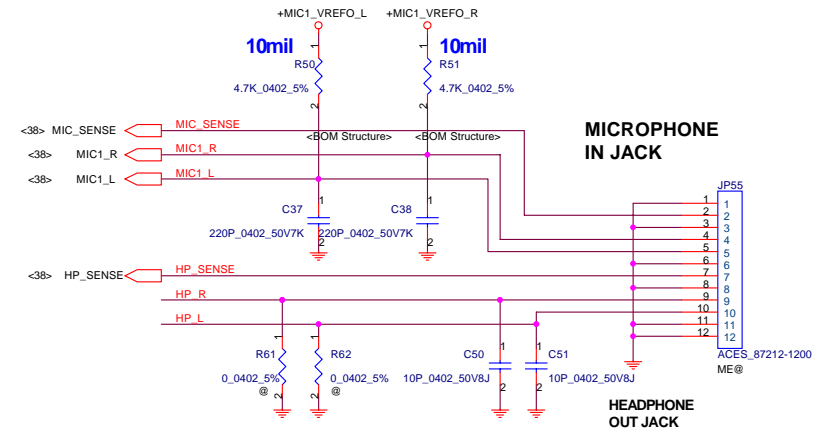 +MIC1_VREFO_L +MIC1_VREFO_R
10mil 10mil
1 1
R50 R51
4.7K_0402_5% 4.7K_0402_5%
2 2
<38> MIC_SENSE MIC_SENSE
<BOM Structure> <BOM Structure>
<38> MIC1_R MIC1_R
<38> MIC1_L MIC1_L
MICROPHONE
IN JACK
C37 C38
1 1
220P_0402_50V7K 220P_0402_50V7K
2 2
<38> HP_SENSE HP_SENSE
HP_R
HP_L
JP55
1 1
2 2
3 3
4 4
5 5
6 6
7 7
8 8
9 9
10 10
11 11
12 12
ACES_87212-1200
ME@
1 1 1 1
R61 R62 C50 C51
0_0402_5% 0_0402_5% 10P_0402_50V8J 10P_0402_50V8J
@ @
2 2 2 2
HEADPHONE
OUT JACK